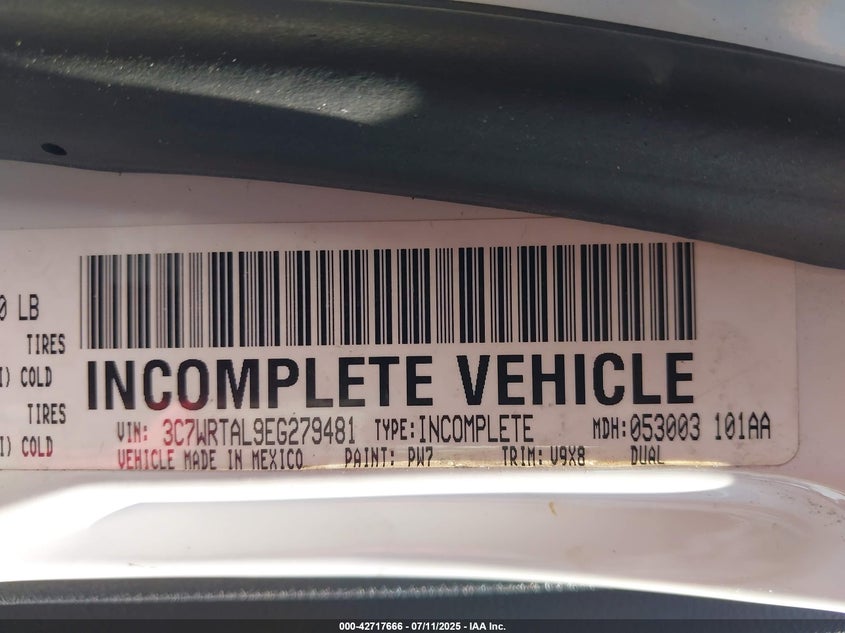 0 LB
TIRES
I) COLD
TIRES
I) COLD
INCOMPLETE VEHICLE
VIN: 3C7WRTAL9EG279481 TYPE:INCOMPLETE MDH:053003 101AA
VEHICLE MADE IN MEXICO PAINT: PW7 TRIM: V9X8 DUAL
000-42717666 - 07/11/2025 - IAA Inc.